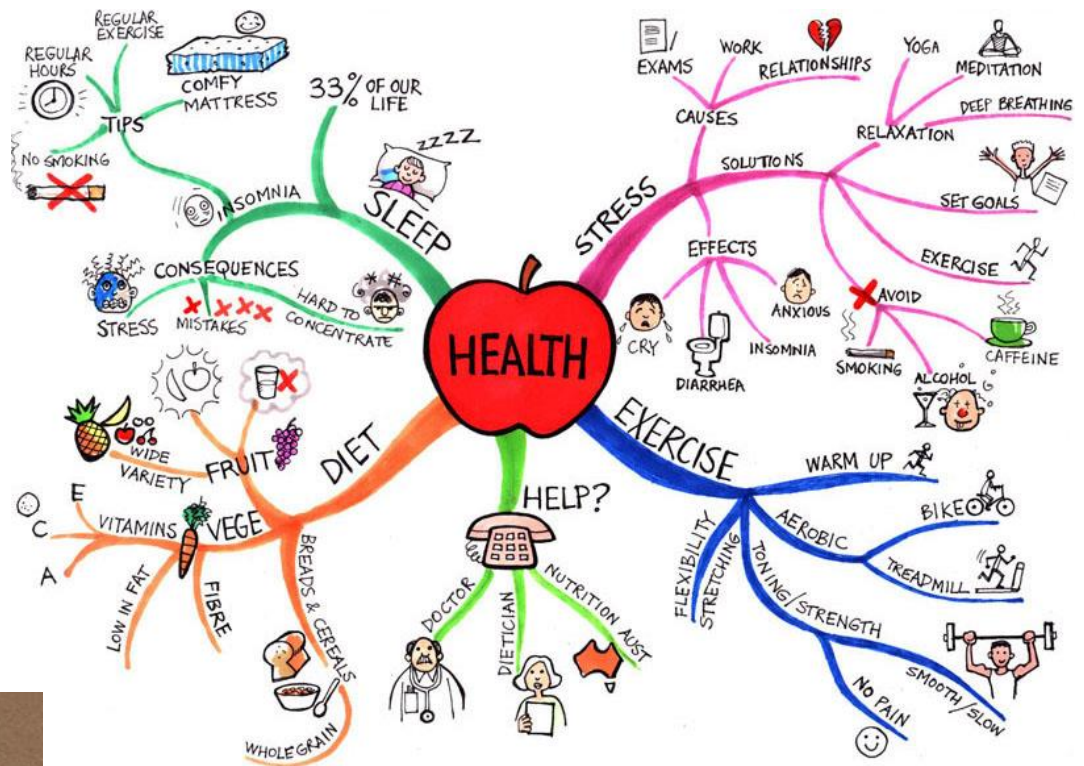 HEALTH
SLEEP
33% OF OUR
LIFE
ZZZZ
INSOMNIA
TIPS
REGULAR
EXERCISE
REGULAR
HOURS
COMFY
MATTRESS
NO SMOKING
CONSEQUENCES
STRESS
MISTAKES
HARD TO
CONCENTRATE
STRESS
CAUSES
EXAMS
WORK
RELATIONSHIPS
SOLUTIONS
RELAXATION
YOGA
MEDITATION
DEEP BREATHING
SET GOALS
EXERCISE
AVOID
SMOKING
ALCOHOL
CAFFEINE
EFFECTS
CRY
DIARRHEA
INSOMNIA
ANXIOUS
EXERCISE
WARM UP
AEROBIC
BIKE
TREADMILL
TONING/STRENGTH
SMOOTH/SLOW
NO PAIN
FLEXIBILITY
STRETCHING
HELP?
DOCTOR
DIETICIAN
NUTRITION AUST
DIET
FRUIT
WIDE
VARIETY
VEGE
VITAMINS
E
C
A
LOW IN FAT
FIBRE
BREADS & CEREALS
WHOLEGRAIN